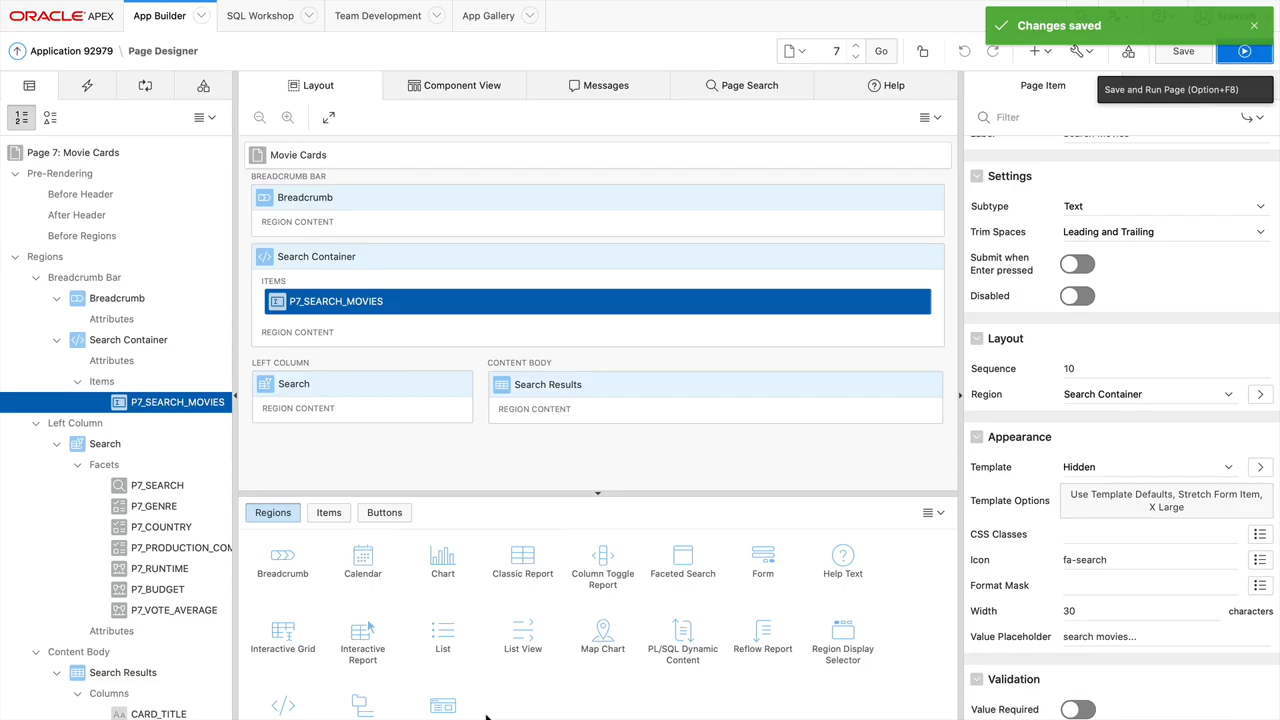 ORACLE APEX
App Builder
SQL Workshop
Team Development
App Gallery
Changes saved
Application 92979 \ Page Designer
7
Go
Save
Save and Run Page (Option+F8)
Layout
Component View
Messages
Page Search
Help
Page Item
Filter
Page 7: Movie Cards
Pre-Rendering
Before Header
After Header
Before Regions
Regions
Breadcrumb Bar
Breadcrumb
Attributes
Search Container
Attributes
Items
P7_SEARCH_MOVIES
Left Column
Search
Facets
P7_SEARCH
P7_GENRE
P7_COUNTRY
P7_PRODUCTION_COM
P7_RUNTIME
P7_BUDGET
P7_VOTE_AVERAGE
Attributes
Content Body
Search Results
Columns
CARD_TITLE
Movie Cards
BREADCRUMB BAR
Breadcrumb
REGION CONTENT
Search Container
ITEMS
P7_SEARCH_MOVIES
REGION CONTENT
LEFT COLUMN
Search
REGION CONTENT
CONTENT BODY
Search Results
REGION CONTENT
Regions
Items
Buttons
Breadcrumb
Calendar
Chart
Classic Report
Column Toggle
Report
Faceted Search
Form
Help Text
Interactive Grid
Interactive
Report
List
List View
Map Chart
PL/SQL Dynamic
Content
Reflow Report
Region Display
Selector
Settings
Subtype
Text
Trim Spaces
Leading and Trailing
Submit when
Enter pressed
Disabled
Layout
Sequence
10
Region
Search Container
Appearance
Template
Hidden
Template Options
Use Template Defaults, Stretch Form Item,
X Large
CSS Classes
Icon
fa-search
Format Mask
Width
30
characters
Value Placeholder
search movies...
Validation
Value Required